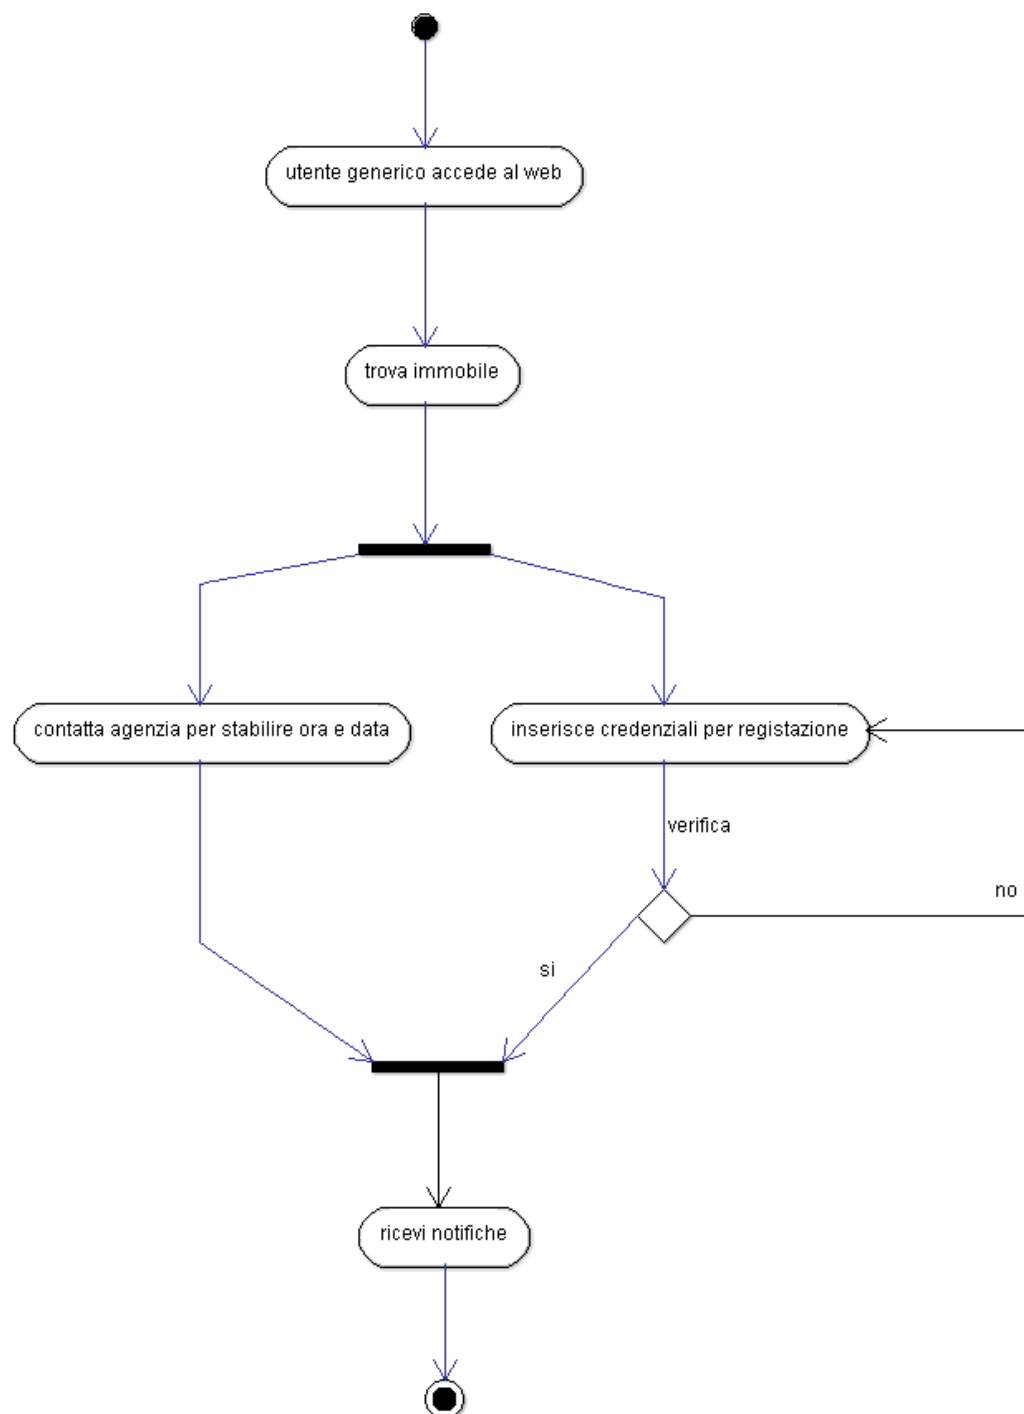 utente generico accede al web
trova immobile
contatta agenzia per stabilire ora e data
inserisce credenziali per registazione
verifica
no
si
ricevi notifiche